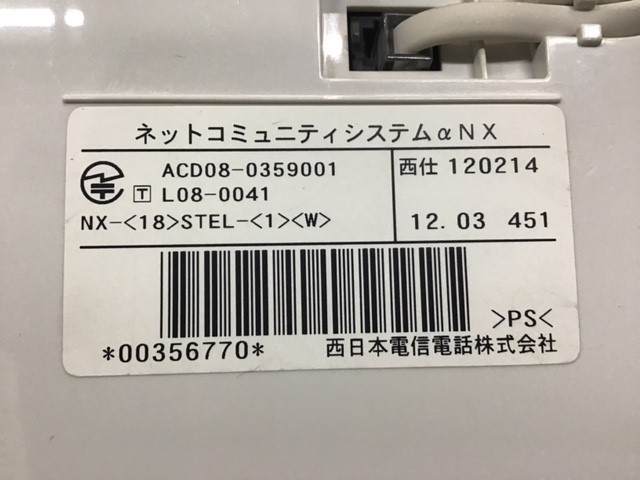 ネットコミュニティシステムαNX
ACD08-0359001
西仕 120214
T L08-0041
NX-<18>STEL-<1><W>
12.03 451
>PS<
*00356770*
西日本電信電話株式会社